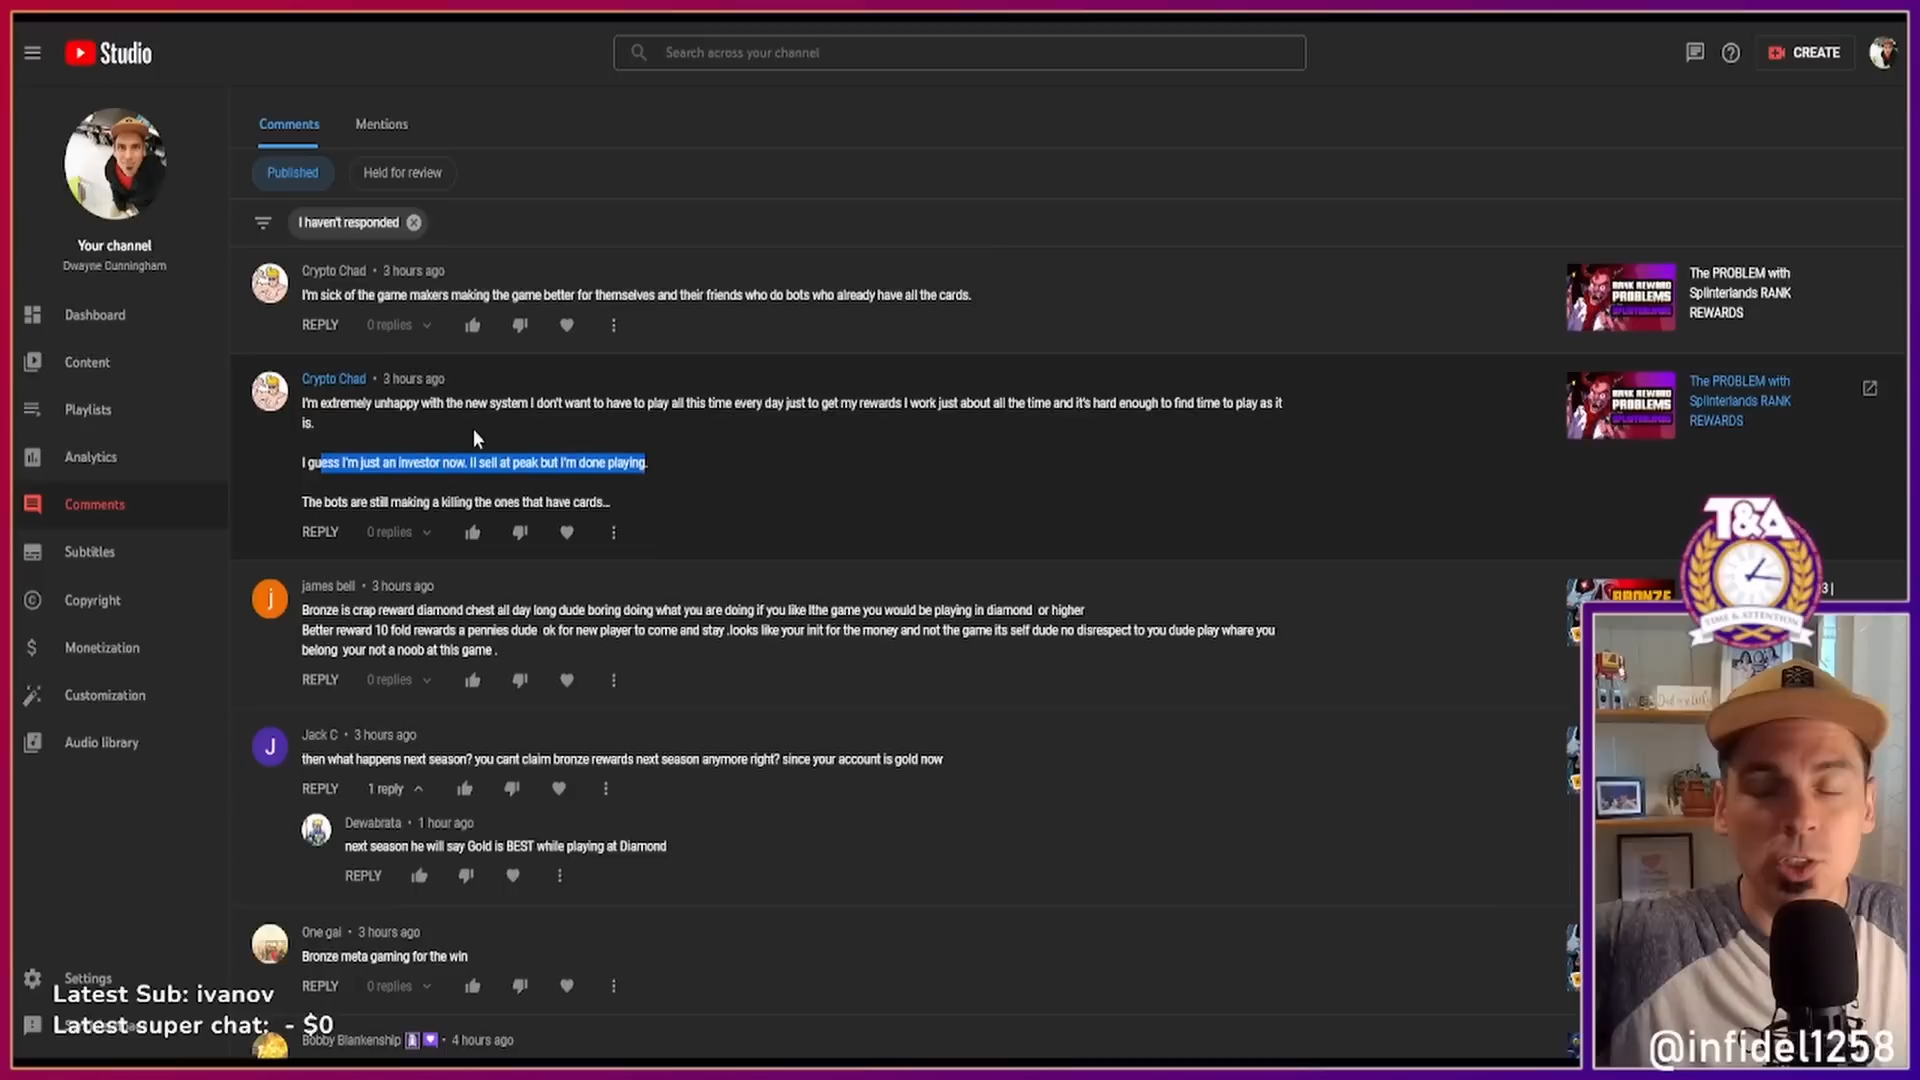 Studio
Search across your channel
CREATE
Your channel
Dwayne Cunningham
Dashboard
Content
Playlists
Analytics
Comments
Subtitles
Copyright
Monetization
Customization
Audio library
Settings
Latest Sub: ivanov
Latest super chat: - $0
Comments
Mentions
Published
Held for review
I haven't responded
Crypto Chad • 3 hours ago
I'm sick of the game makers making the game better for themselves and their friends who do bots who already have all the cards.
REPLY 0 replies
RANK REWARD
PROBLEMS
SPLINTERLANDS
The PROBLEM with
Splinterlands RANK
REWARDS
Crypto Chad • 3 hours ago
I'm extremely unhappy with the new system I don't want to have to play all this time every day just to get my rewards I work just about all the time and it's hard enough to find time to play as it
is.
I guess I'm just an investor now. Il sell at peak but I'm done playing.
The bots are still making a killing the ones that have cards...
REPLY 0 replies
RANK REWARD
PROBLEMS
SPLINTERLANDS
The PROBLEM with
Splinterlands RANK
REWARDS
james bell • 3 hours ago
Bronze is crap reward diamond chest all day long dude boring doing what you are doing if you like lthe game you would be playing in diamond or higher
Better reward 10 fold rewards a pennies dude ok for new player to come and stay .looks like your init for the money and not the game its self dude no disrespect to you dude play whare you
belong your not a noob at this game .
REPLY 0 replies
BRONZE
3 |
Jack C • 3 hours ago
then what happens next season? you cant claim bronze rewards next season anymore right? since your account is gold now
REPLY 1 reply
Dewabrata • 1 hour ago
next season he will say Gold is BEST while playing at Diamond
REPLY
One gai • 3 hours ago
Bronze meta gaming for the win
REPLY 0 replies
Bobby Blankenship • 4 hours ago
T&A
TIME & ATTENTION
@infidel1258